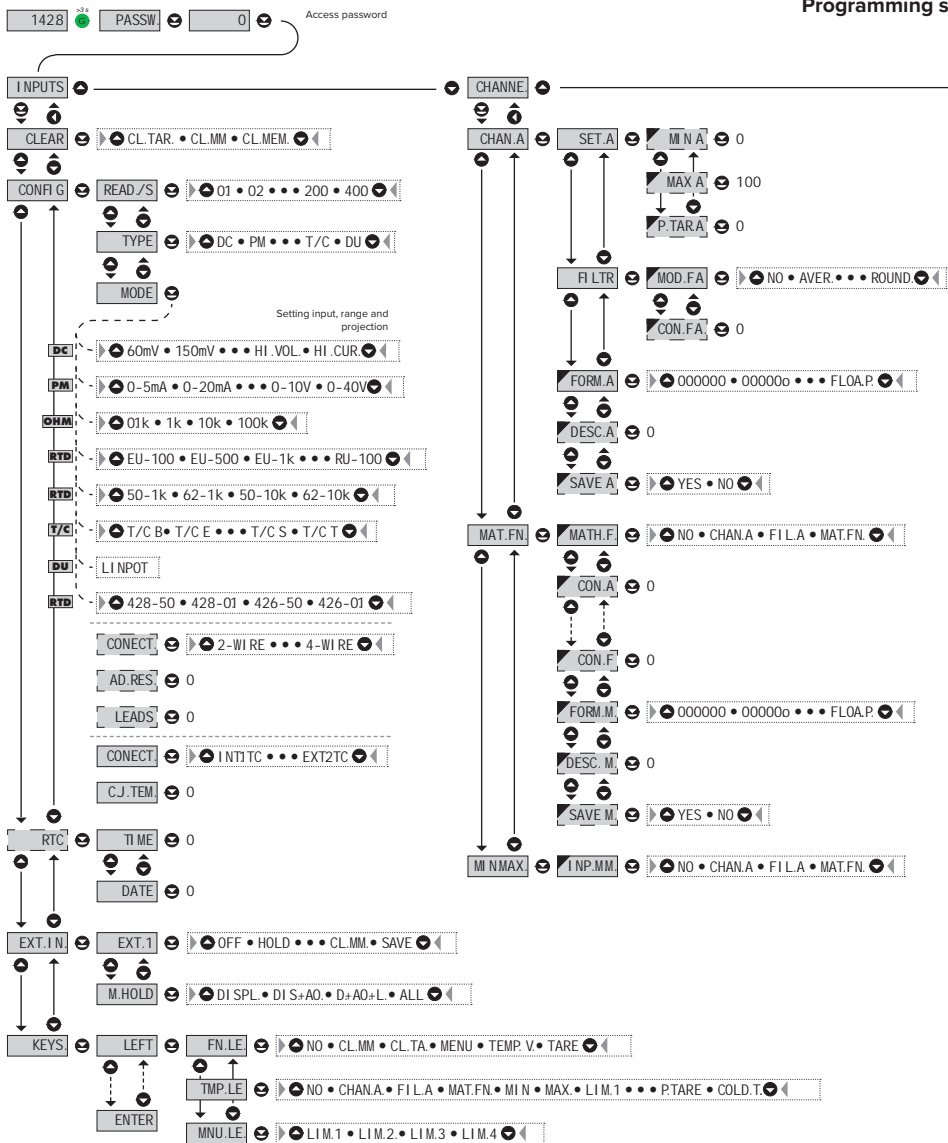 Programming s
>3 s
1428 G PASSW. 0 Access password
INPUTS
CLEAR CL.TAR. • CL.MM • CL.MEM.
CONFIG READ./S 01 • 02 • • • 200 • 400
TYPE DC • PM • • • T/C • DU
MODE
Setting input, range and
projection
DC 60mV • 150mV • • • HI.VOL. • HI.CUR.
PM 0-5mA • 0-20mA • • • 0-10V • 0-40V
OHM 01k • 1k • 10k • 100k
RTD EU-100 • EU-500 • EU-1k • • • RU-100
RTD 50-1k • 62-1k • 50-10k • 62-10k
T/C T/C B • T/C E • • • T/C S • T/C T
DU LINPOT
RTD 428-50 • 428-01 • 426-50 • 426-01
CONECT. 2-WIRE • • • 4-WIRE
AD.RES. 0
LEADS 0
CONECT. INT1TC • • • EXT2TC
C.J.TEM. 0
RTC TIME 0
DATE 0
EXT.IN. EXT.1 OFF • HOLD • • • CL.MM. • SAVE
M.HOLD DISPL. • DIS+AO. • D+AO+L. • ALL
KEYS. LEFT FN.LE. NO • CL.MM • CL.TA. • MENU • TEMP. V. • TARE
TMP.LE NO • CHAN.A. • FIL.A • MAT.FN. • MIN • MAX. • LIM.1 • • • P.TARE • COLD.T.
ENTER
MNU.LE. LIM.1 • LIM.2. • LIM.3 • LIM.4
CHANNE.
CHAN.A SET.A MIN A 0
MAX A 100
P.TAR.A 0
FILTR MOD.FA NO • AVER. • • • ROUND.
CON.FA. 0
FORM.A 000000 • 00000o • • • FLOA.P.
DESC.A 0
SAVE A YES • NO
MAT.FN. MATH.F. NO • CHAN.A • FIL.A • MAT.FN.
CON.A 0
CON.F 0
FORM.M. 000000 • 00000o • • • FLOA.P.
DESC. M. 0
SAVE M. YES • NO
MINMAX. INP.MM. NO • CHAN.A • FIL.A • MAT.FN.